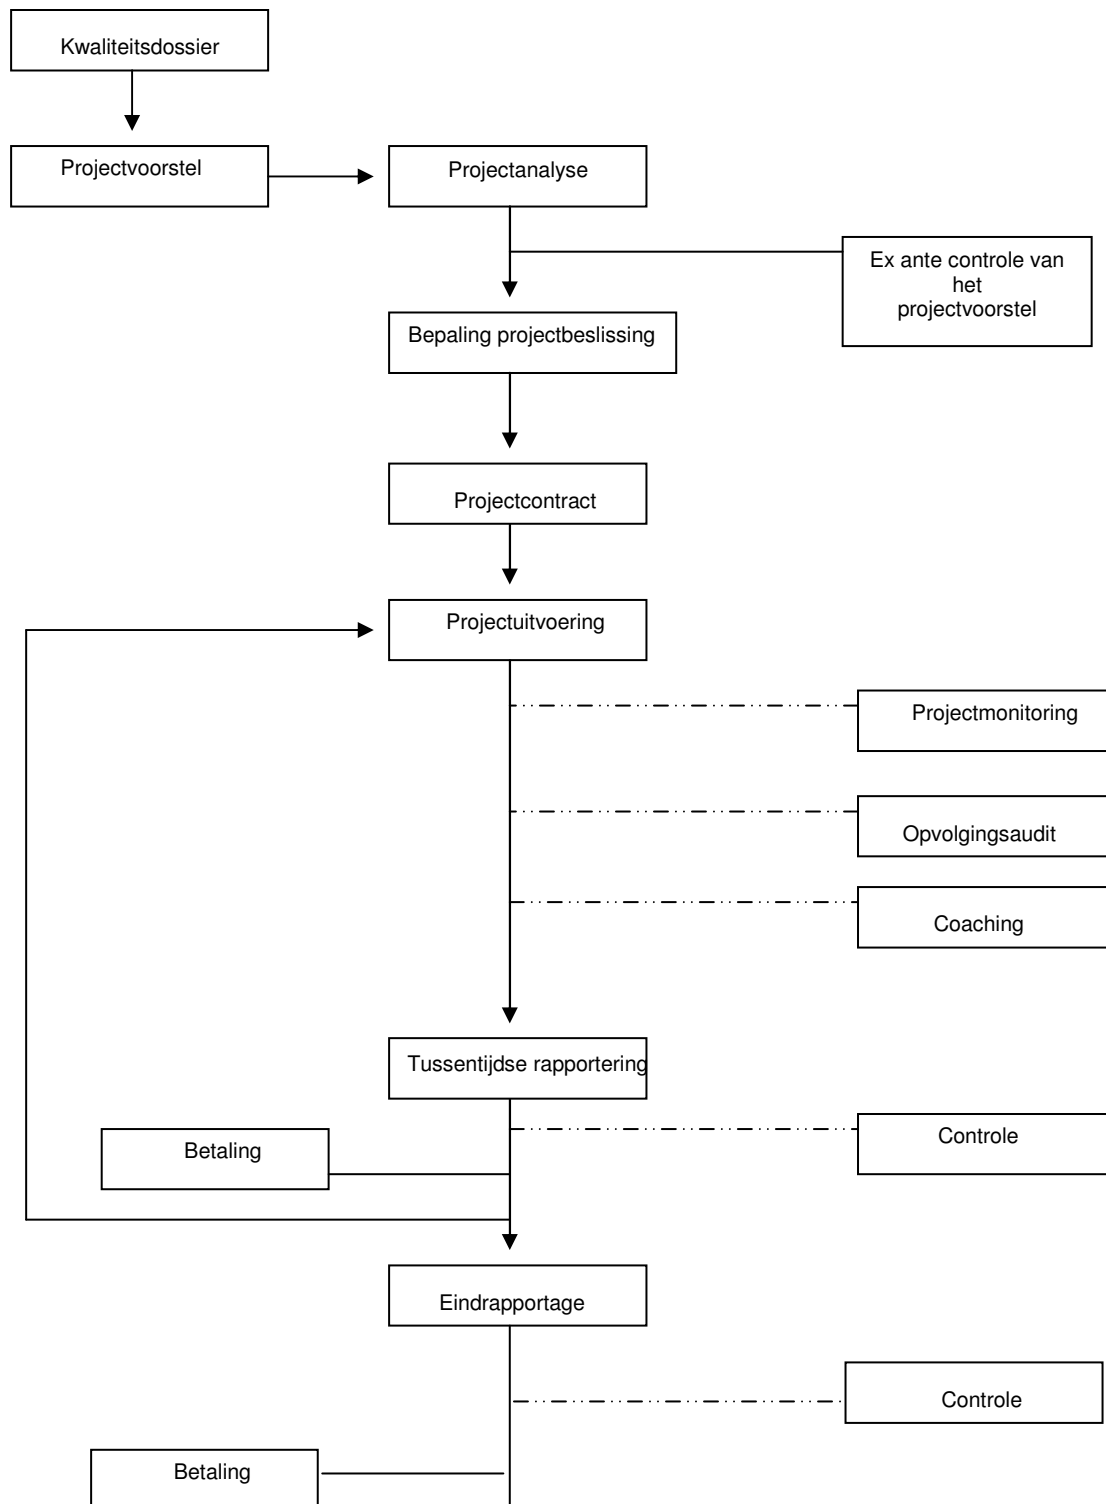 Kwaliteitsdossier
Projectvoorstel
Projectanalyse
Ex ante controle van
het
projectvoorstel
Bepaling projectbeslissing
Projectcontract
Projectuitvoering
Projectmonitoring
Opvolgingsaudit
Coaching
Tussentijdse rapportering
Controle
Betaling
Eindrapportage
Controle
Betaling